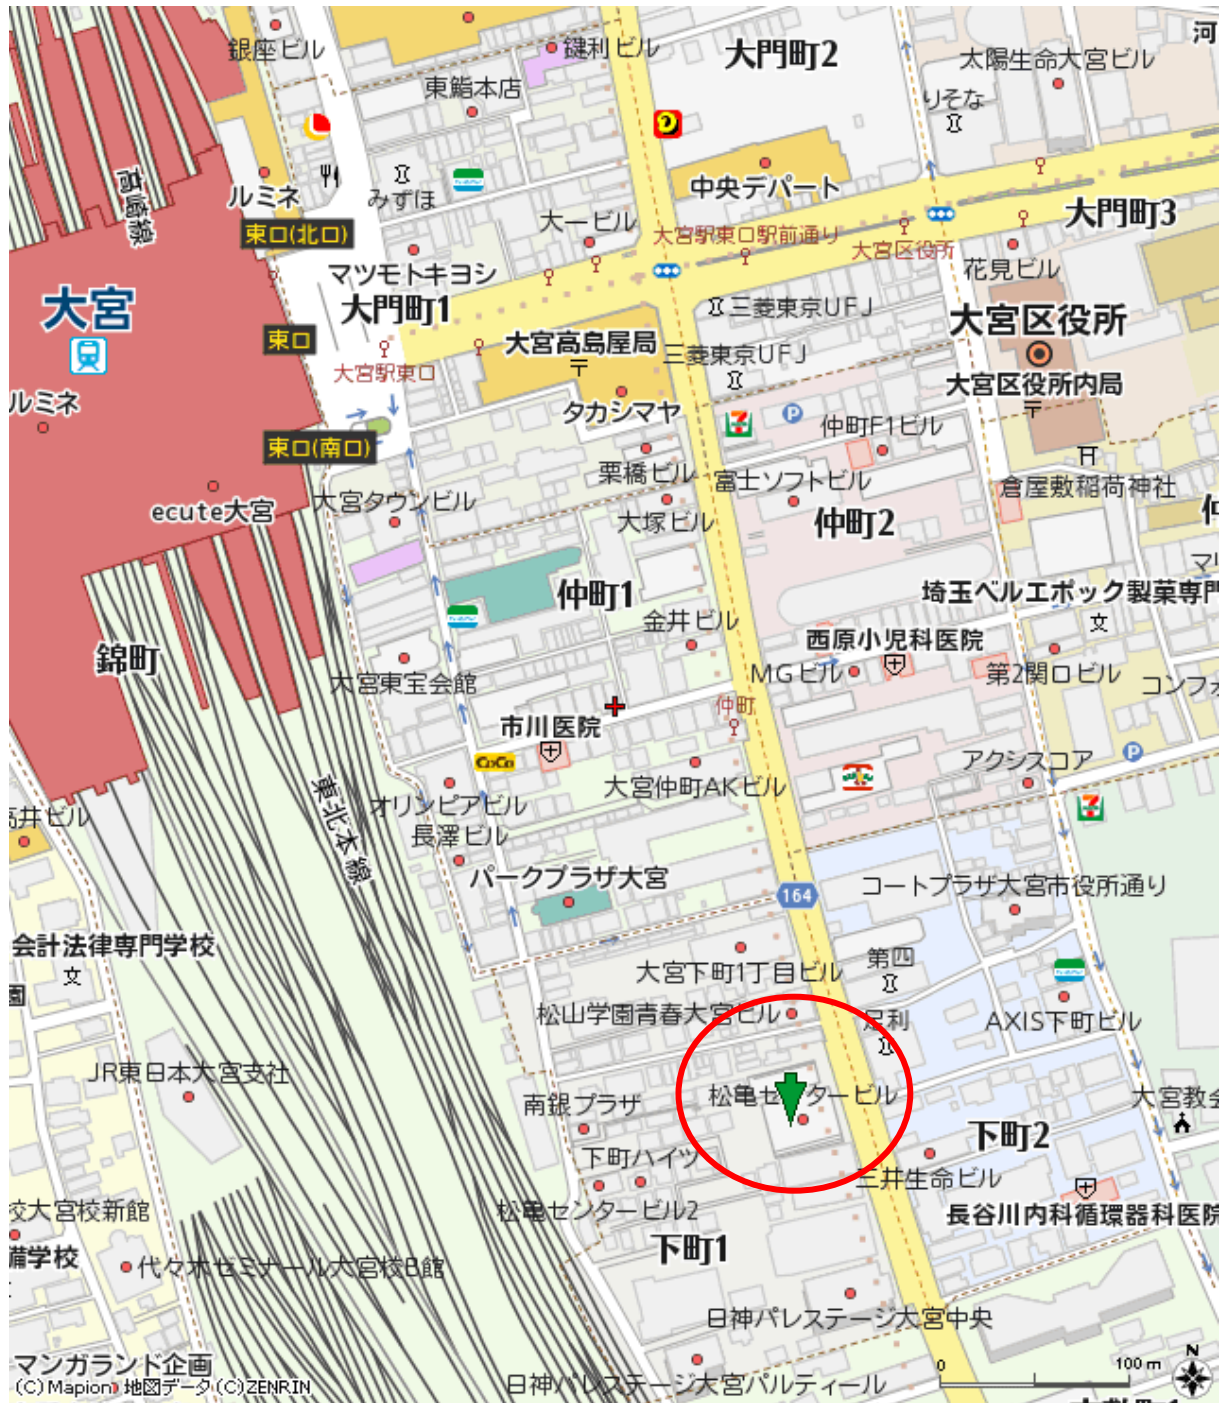 大門町2
河
銀座ビル
鍵利ビル
太陽生命大宮ビル
東鮨本店
りそな
高崎線
ルミネ
みずほ
中央デパート
大門町3
東口(北口)
大一ビル
大宮駅東口駅前通り
大宮区役所
マツモトキヨシ
花見ビル
大宮
大門町1
三菱東京UFJ
大宮区役所
東口
大宮高島屋局
三菱東京UFJ
大宮駅東口
大宮区役所内局
ルミネ
タカシマヤ
仲町F1ビル
東口(南口)
栗橋ビル
富士ソフトビル
倉屋敷稲荷神社
大宮タウンビル
ecute大宮
大塚ビル
仲町2
仲
マリ
仲町1
埼玉ベルエポック製菓専門
金井ビル
西原小児科医院
錦町
大宮東宝会館
MGビル
第2関口ビル
コンフォ
仲町
市川医院
CoCo
アクシスコア
大宮仲町AKビル
東北本線
オリンピアビル
高井ビル
長澤ビル
パークプラザ大宮
164
コートプラザ大宮市役所通り
会計法律専門学校
大宮下町1丁目ビル
第四
園
松山学園青春大宮ビル
足利
AXIS下町ビル
JR東日本大宮支社
南銀プラザ
松亀センタービル
大宮教会
下町2
下町ハイツ
三井生命ビル
校大宮校新館
松亀センタービル2
長谷川内科循環器科医院
備学校
下町1
代々木ゼミナール大宮校B館
日神パレステージ大宮中央
マンガランド企画
0
100m
N
(C)Mapion 地図データ(C)ZENRIN
日神パレステージ大宮パルティール